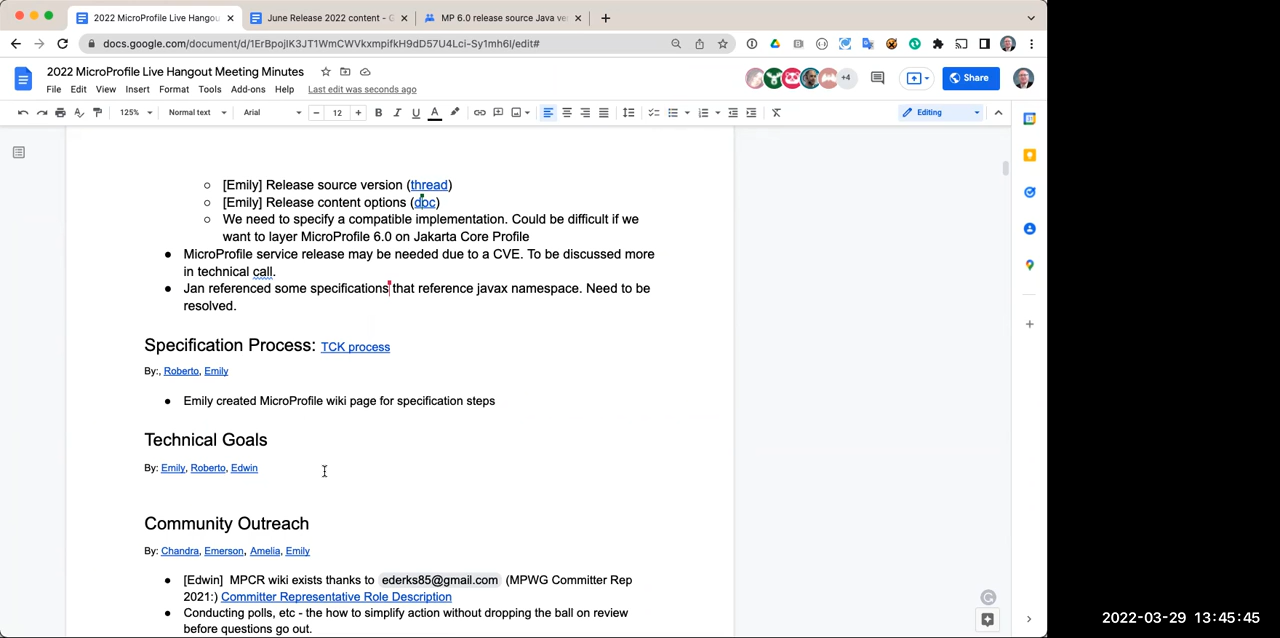 2022 MicroProfile Live Hangou
June Release 2022 content - G
MP 6.0 release source Java ve
docs.google.com/document/d/1ErBpojIK3JT1WmCWVkxmpifkH9dD57U4Lci-Sy1mh6I/edit#
2022 MicroProfile Live Hangout Meeting Minutes
+4
Share
File Edit View Insert Format Tools Add-ons Help Last edit was seconds ago
125% Normal text Arial 12 B I U A Editing
[Emily] Release source version (thread)
[Emily] Release content options (doc)
We need to specify a compatible implementation. Could be difficult if we
want to layer MicroProfile 6.0 on Jakarta Core Profile
MicroProfile service release may be needed due to a CVE. To be discussed more
in technical call.
Jan referenced some specifications that reference javax namespace. Need to be
resolved.
Specification Process: TCK process
By:, Roberto, Emily
Emily created MicroProfile wiki page for specification steps
Technical Goals
By: Emily, Roberto, Edwin
Community Outreach
By: Chandra, Emerson, Amelia, Emily
[Edwin] MPCR wiki exists thanks to ederks85@gmail.com (MPWG Committer Rep
2021:) Committer Representative Role Description
Conducting polls, etc - the how to simplify action without dropping the ball on review
before questions go out.
2022-03-29 13:45:45